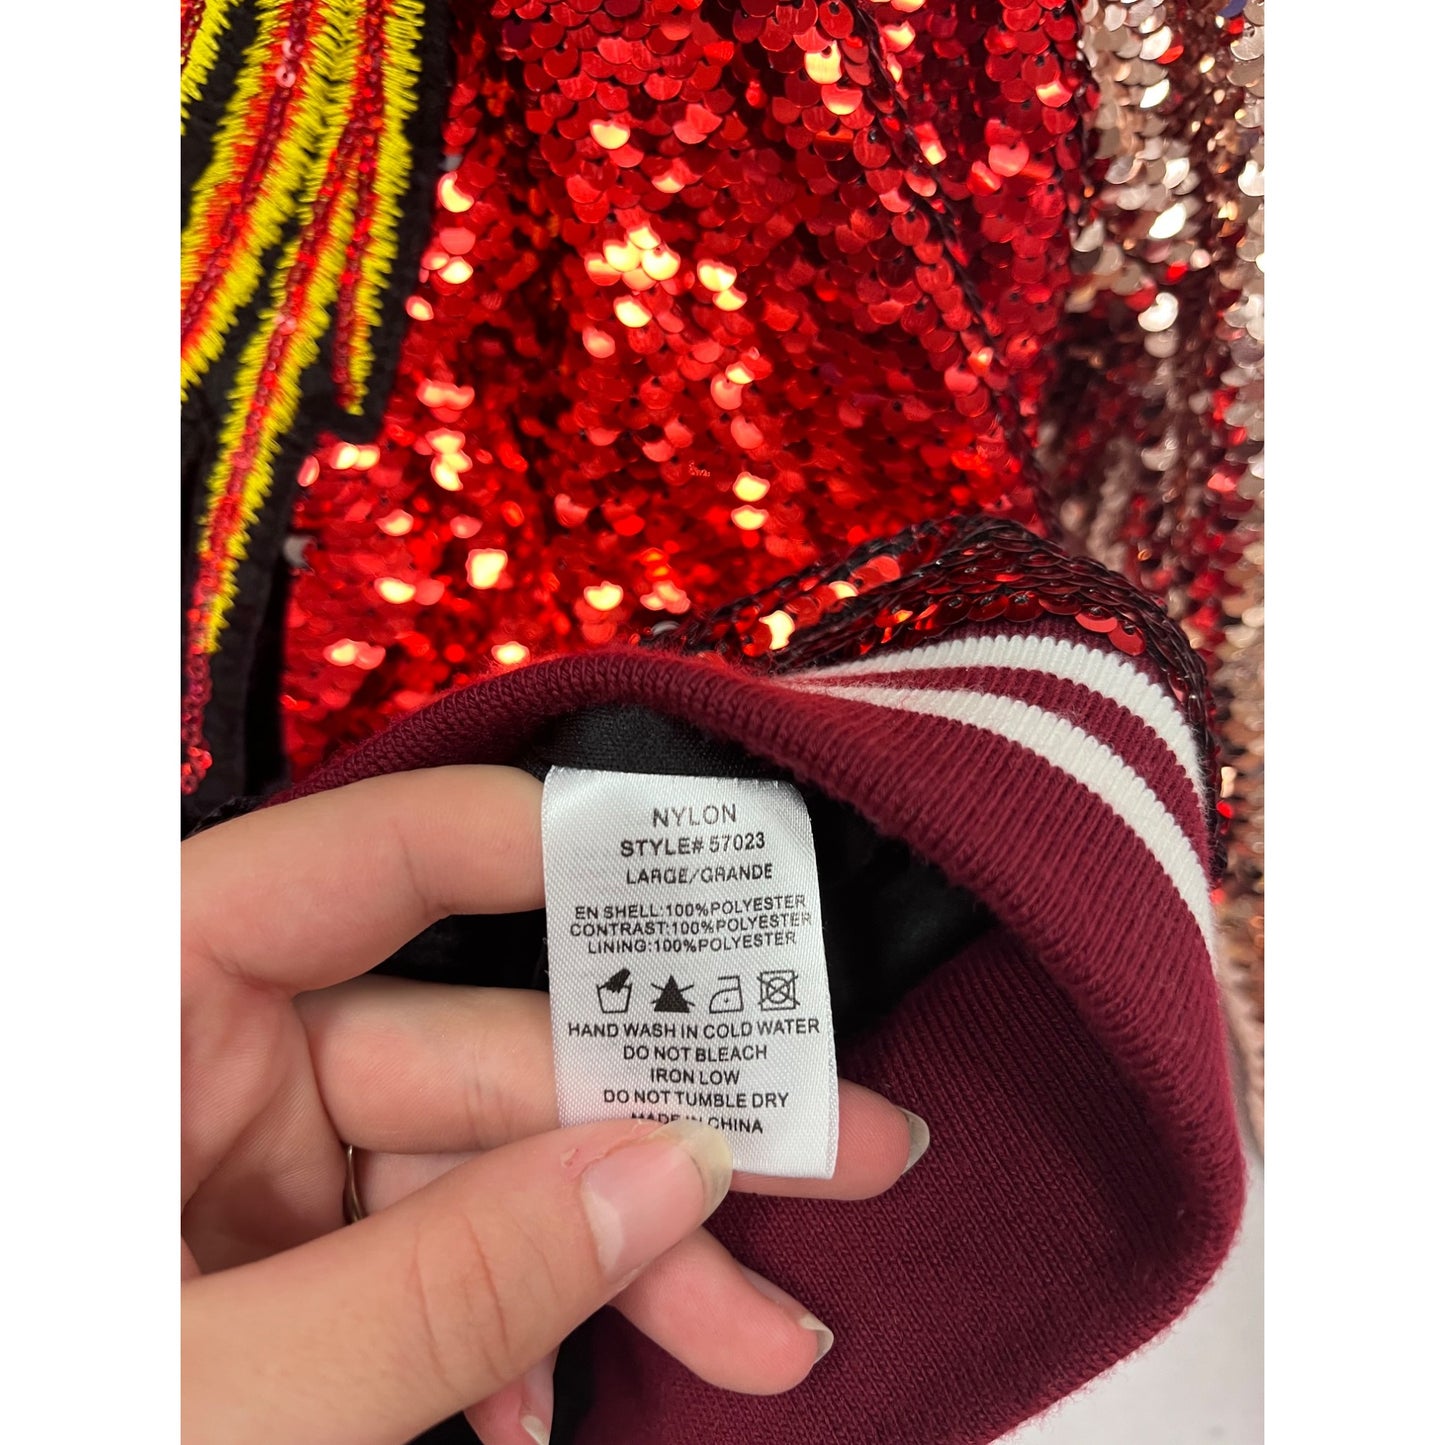 NYLON
STYLE# 57023
LARGE/GRANDE
EN SHELL:100%POLYESTER
CONTRAST:100%POLYESTER
LINING:100%POLYESTER
HAND WASH IN COLD WATER
DO NOT BLEACH
IRON LOW
DO NOT TUMBLE DRY
MADE IN CHINA